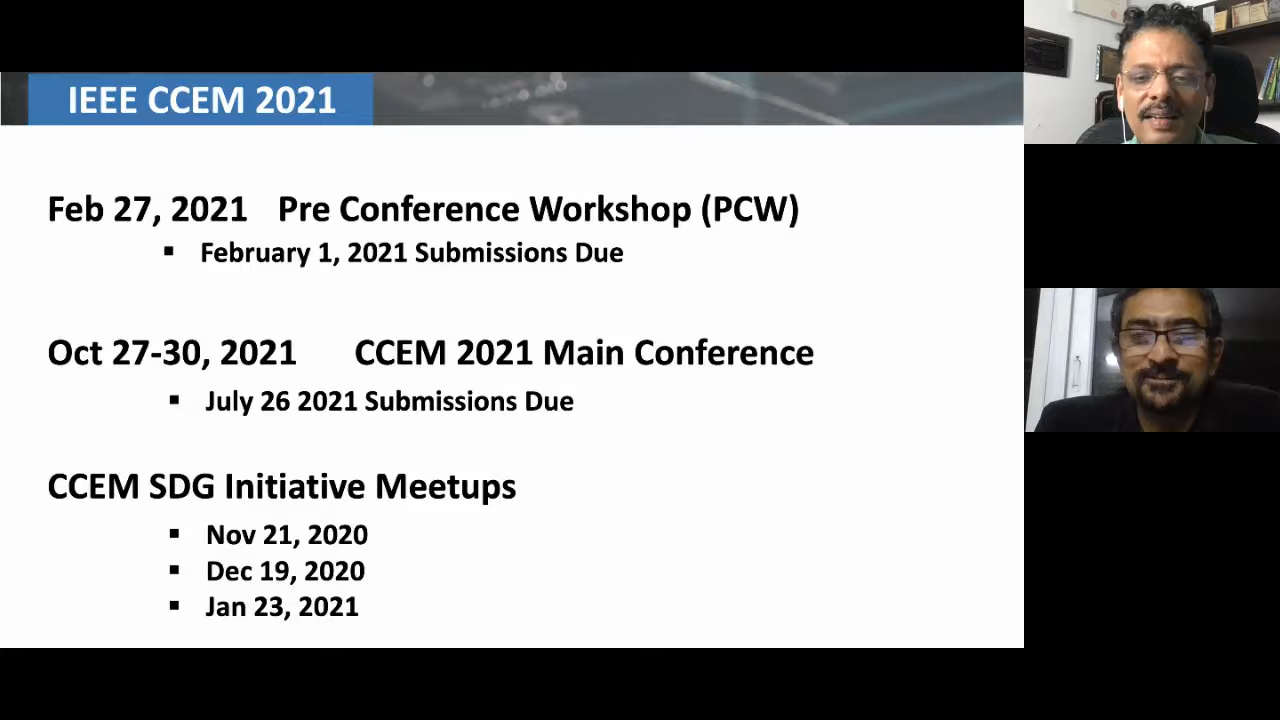 IEEE CCEM 2021
Feb 27, 2021 Pre Conference Workshop (PCW)
▪ February 1, 2021 Submissions Due
Oct 27-30, 2021 CCEM 2021 Main Conference
▪ July 26 2021 Submissions Due
CCEM SDG Initiative Meetups
▪ Nov 21, 2020
▪ Dec 19, 2020
▪ Jan 23, 2021